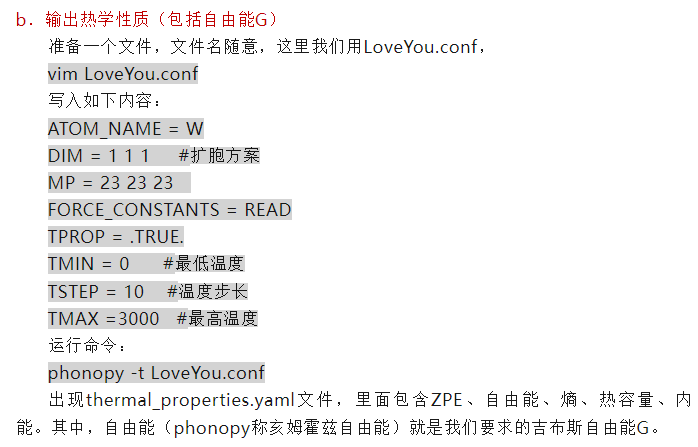 b．输出热学性质（包括自由能G）
准备一个文件，文件名随意，这里我们用LoveYou.conf，
vim LoveYou.conf
写入如下内容：
ATOM_NAME = W
DIM = 1 1 1 #扩胞方案
MP = 23 23 23
FORCE_CONSTANTS = READ
TPROP = .TRUE.
TMIN = 0 #最低温度
TSTEP = 10 #温度步长
TMAX =3000 #最高温度
运行命令：
phonopy -t LoveYou.conf
出现thermal_properties.yaml文件，里面包含ZPE、自由能、熵、热容量、内
能。其中，自由能（phonopy称亥姆霍兹自由能）就是我们要求的吉布斯自由能G。